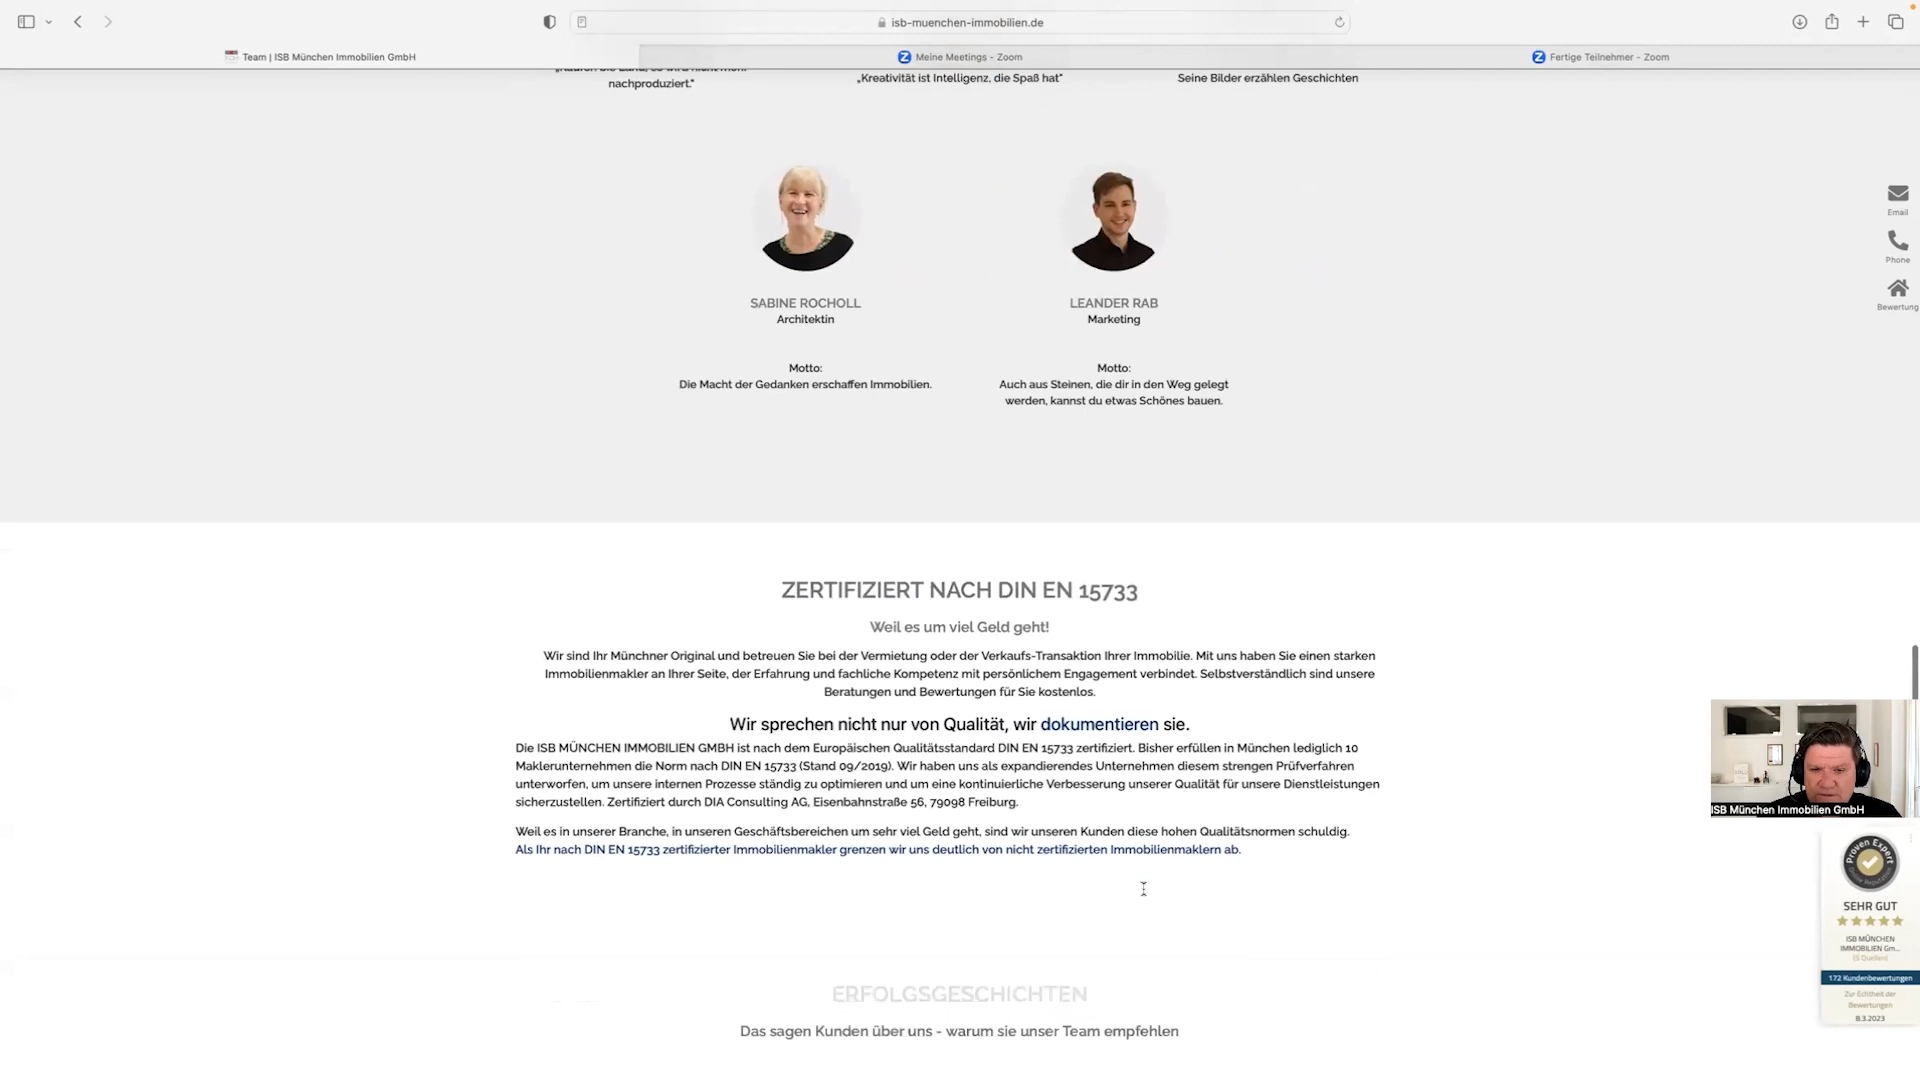 isb-muenchen-immobilien.de
Team | ISB München Immobilien GmbH
Meine Meetings - Zoom
Fertige Teilnehmer - Zoom
nachproduziert."
„Kreativität ist Intelligenz, die Spaß hat"
Seine Bilder erzählen Geschichten
Email
Phone
Bewertung
SABINE ROCHOLL
Architektin
Motto:
Die Macht der Gedanken erschaffen Immobilien.
LEANDER RAB
Marketing
Motto:
Auch aus Steinen, die dir in den Weg gelegt
werden, kannst du etwas Schönes bauen.
ZERTIFIZIERT NACH DIN EN 15733
Weil es um viel Geld geht!
Wir sind Ihr Münchner Original und betreuen Sie bei der Vermietung oder der Verkaufs-Transaktion Ihrer Immobilie. Mit uns haben Sie einen starken
Immobilienmakler an Ihrer Seite, der Erfahrung und fachliche Kompetenz mit persönlichem Engagement verbindet. Selbstverständlich sind unsere
Beratungen und Bewertungen für Sie kostenlos.
Wir sprechen nicht nur von Qualität, wir dokumentieren sie.
Die ISB MÜNCHEN IMMOBILIEN GMBH ist nach dem Europäischen Qualitätsstandard DIN EN 15733 zertifiziert. Bisher erfüllen in München lediglich 10
Maklerunternehmen die Norm nach DIN EN 15733 (Stand 09/2019). Wir haben uns als expandierendes Unternehmen diesem strengen Prüfverfahren
unterworfen, um unsere internen Prozesse ständig zu optimieren und um eine kontinuierliche Verbesserung unserer Qualität für unsere Dienstleistungen
sicherzustellen. Zertifiziert durch DIA Consulting AG, Eisenbahnstraße 56, 79098 Freiburg.
Weil es in unserer Branche, in unseren Geschäftsbereichen um sehr viel Geld geht, sind wir unseren Kunden diese hohen Qualitätsnormen schuldig.
Als Ihr nach DIN EN 15733 zertifizierter Immobilienmakler grenzen wir uns deutlich von nicht zertifizierten Immobilienmaklern ab.
ERFOLGSGESCHICHTEN
Das sagen Kunden über uns - warum sie unser Team empfehlen
ISB München Immobilien GmbH
Proven Expert
SEHR GUT
ISB MÜNCHEN
IMMOBILIEN Gm...
172 Kundenbewertungen
Zur Echtheit der
Bewertungen
8.3.2023